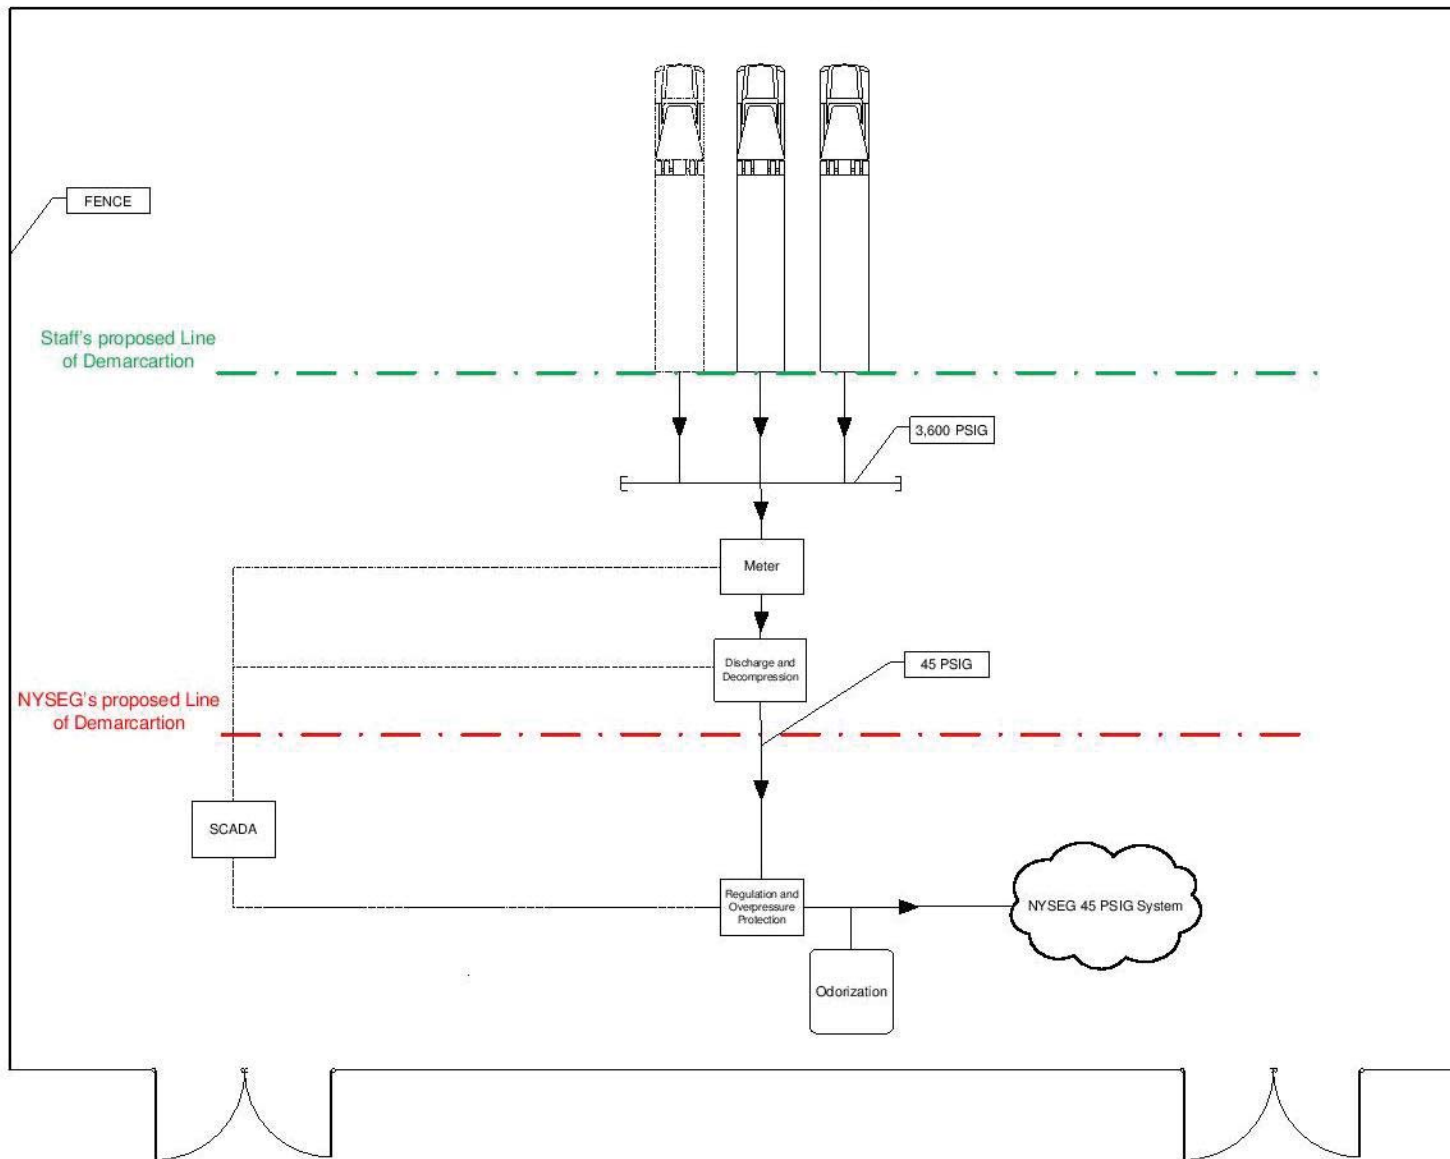 FENCE
Staff's proposed Line
of Demarcartion
3,600 PSIG
Meter
Discharge and
Decompression
45 PSIG
NYSEG's proposed Line
of Demarcartion
SCADA
Regulation and
Overpressure
Protection
NYSEG 45 PSIG System
Odorization